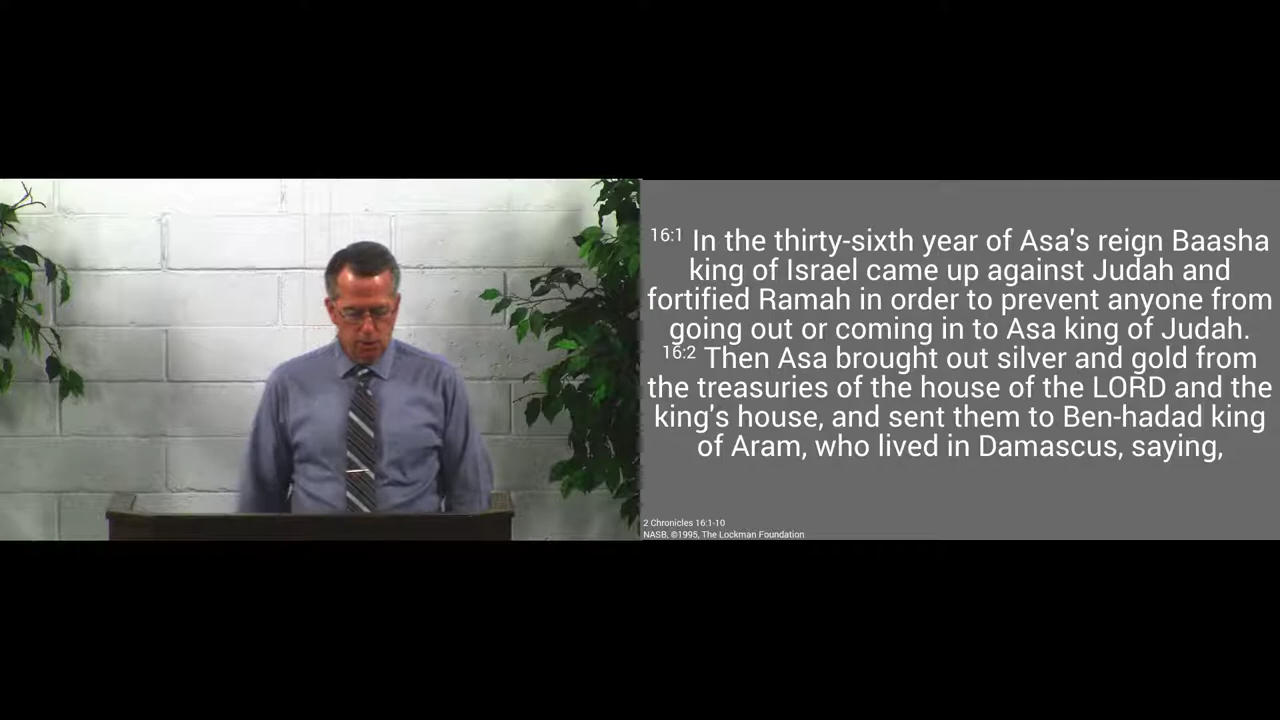 16:1 In the thirty-sixth year of Asa's reign Baasha
king of Israel came up against Judah and
fortified Ramah in order to prevent anyone from
going out or coming in to Asa king of Judah.
16:2 Then Asa brought out silver and gold from
the treasuries of the house of the LORD and the
king's house, and sent them to Ben-hadad king
of Aram, who lived in Damascus, saying,
2 Chronicles 16:1-10
NASB, ©1995, The Lockman Foundation